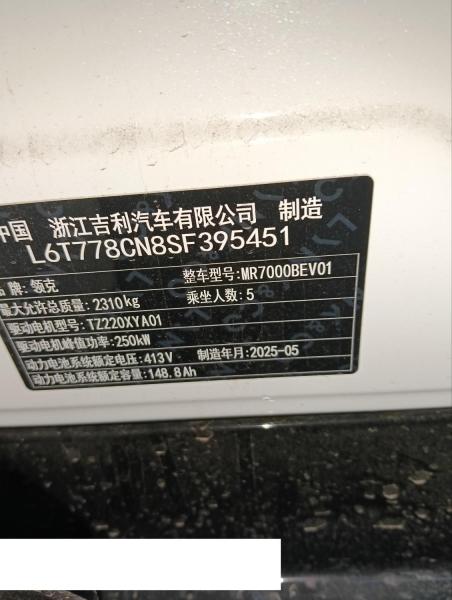 中国 浙江吉利汽车有限公司 制造
L6T778CN8SF395451
品牌:领克 整车型号:MR7000BEV01
最大允许总质量:2310kg 乘坐人数:5
驱动电机型号:TZ220XYA01
驱动电机峰值功率:250kW
动力电池系统额定电压:413V 制造年月:2025-05
动力电池系统额定容量:148.8Ah